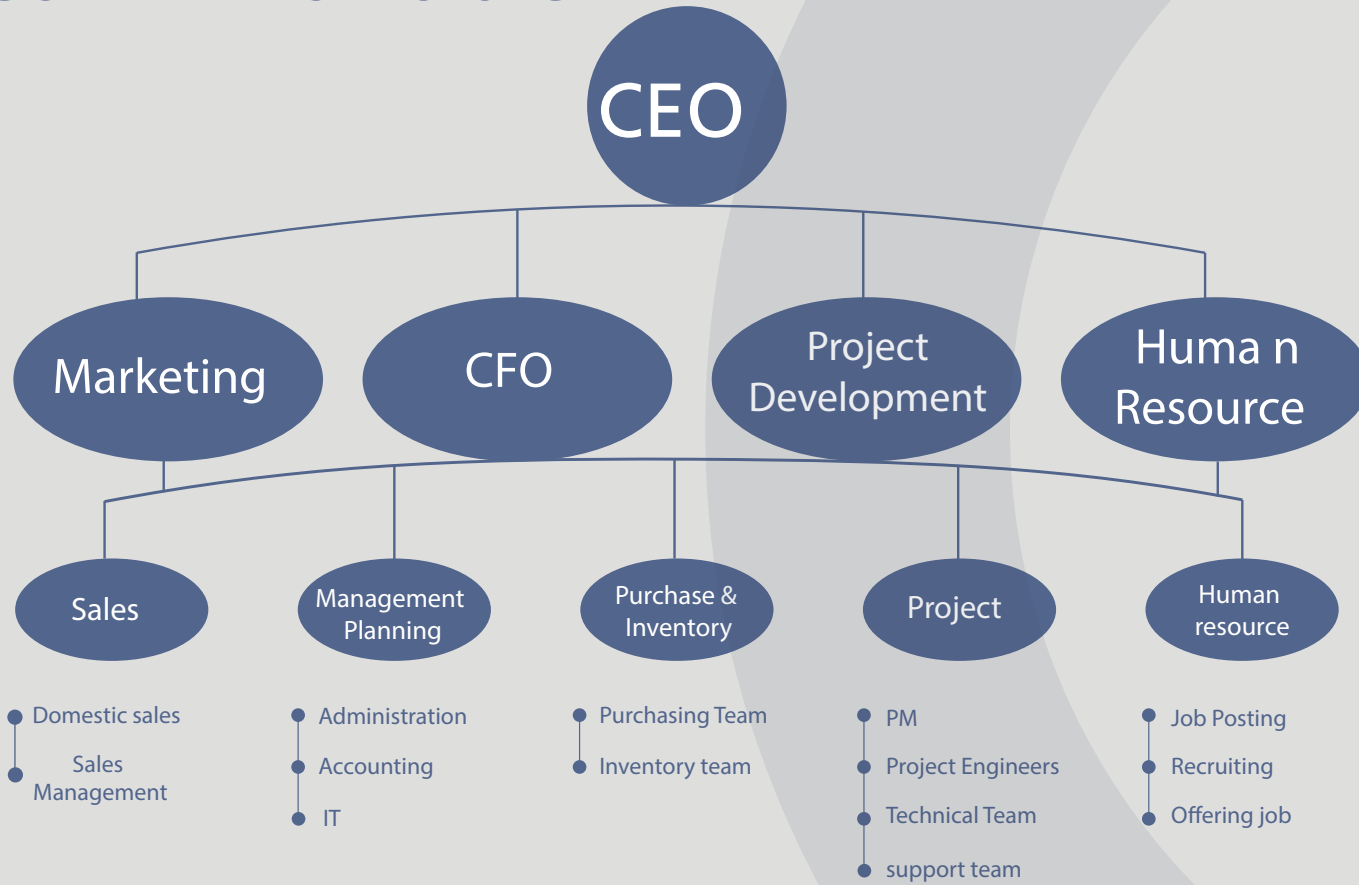 CEO
Marketing
CFO
Project
Development
Huma n
Resource
Sales
Management
Planning
Purchase &
Inventory
Project
Human
resource
Domestic sales
Sales
Management
Administration
Accounting
IT
Purchasing Team
Inventory team
PM
Project Engineers
Technical Team
support team
Job Posting
Recruiting
Offering job